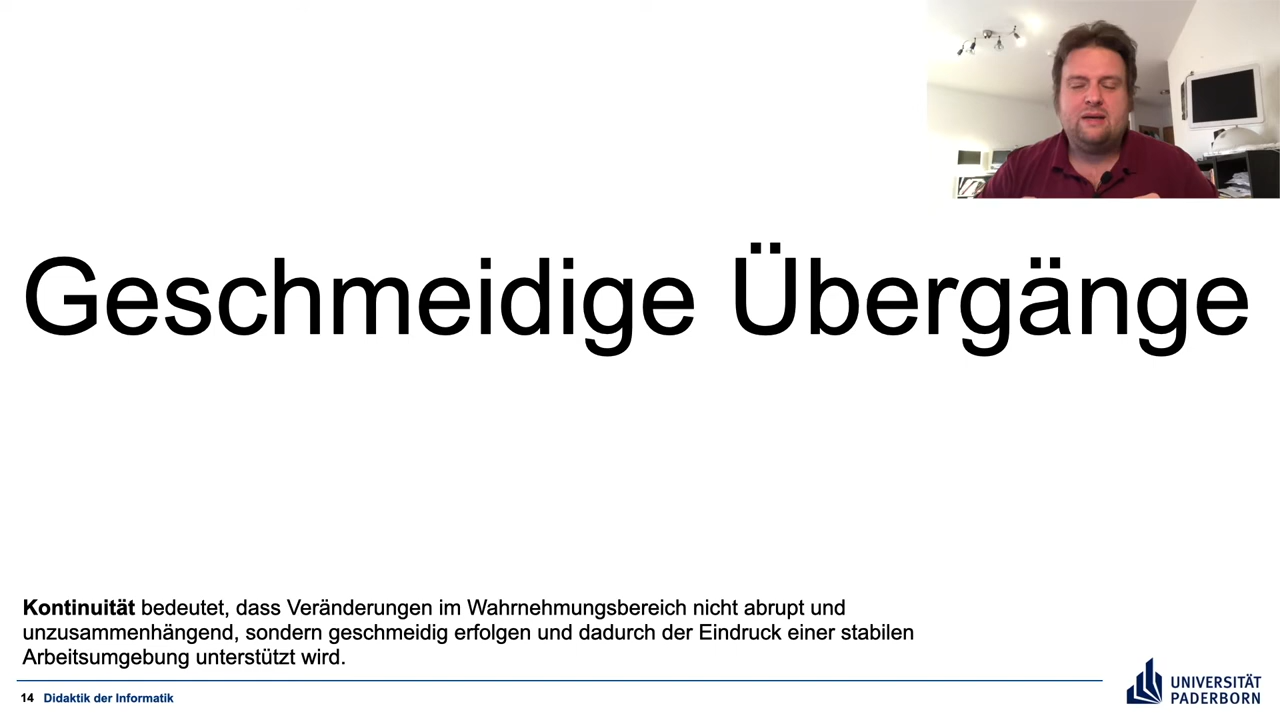 Geschmeidige Übergänge
Kontinuität bedeutet, dass Veränderungen im Wahrnehmungsbereich nicht abrupt und
unzusammenhängend, sondern geschmeidig erfolgen und dadurch der Eindruck einer stabilen
Arbeitsumgebung unterstützt wird.
14 Didaktik der Informatik
UNIVERSITÄT
PADERBORN